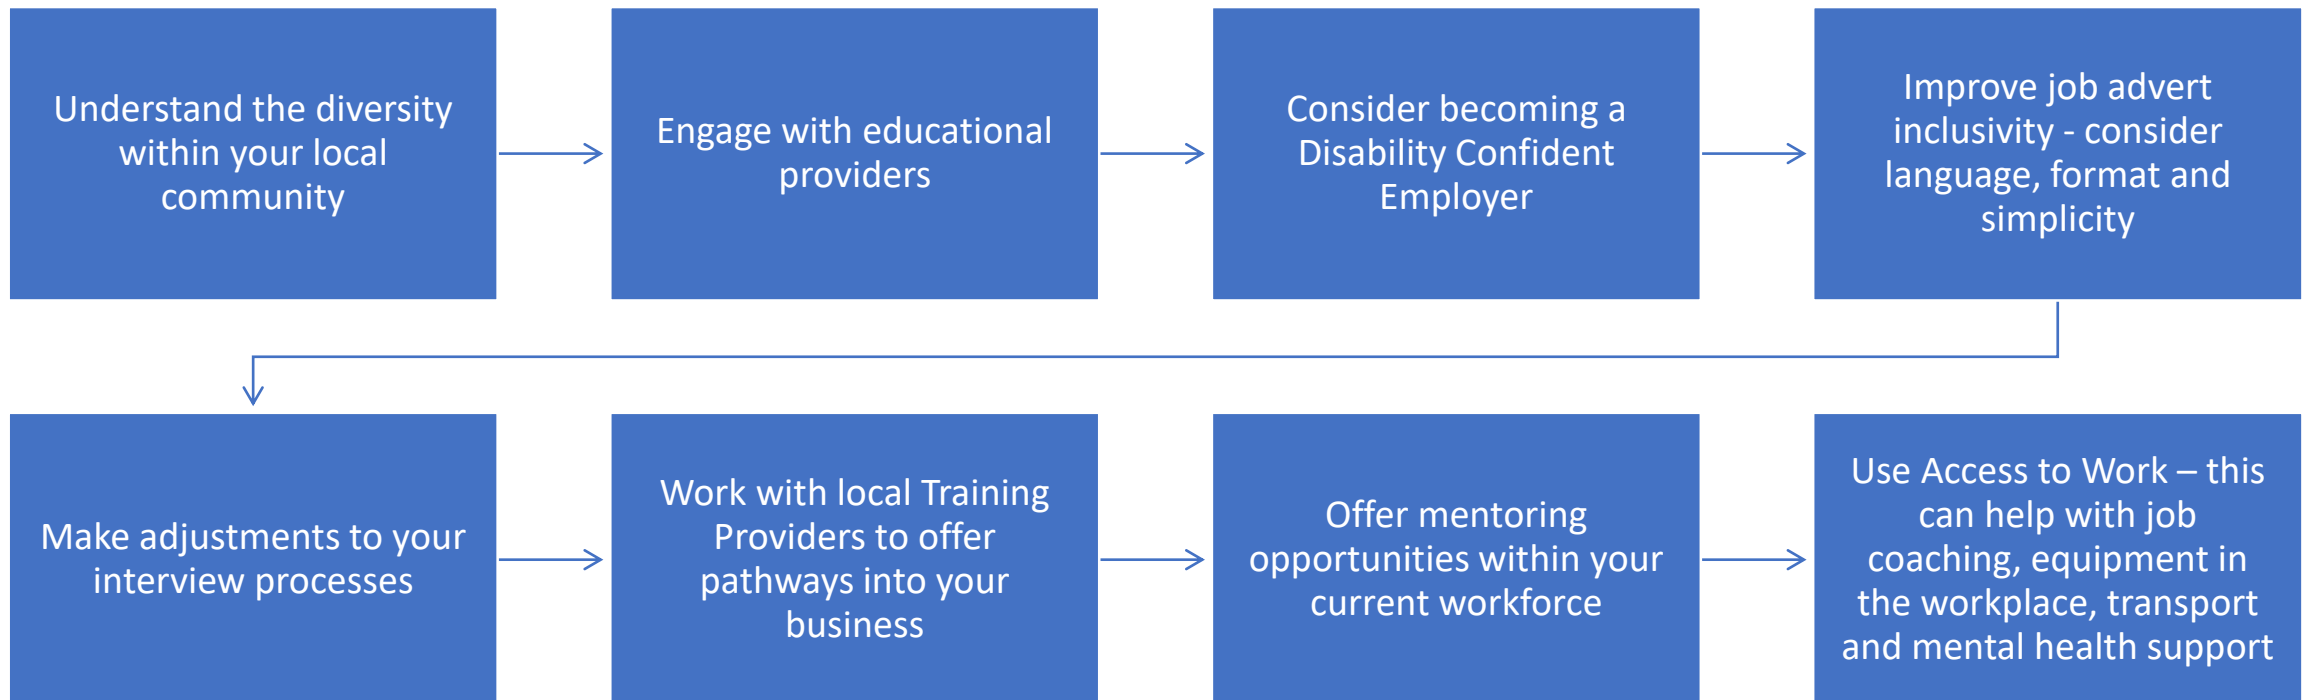 Understand the diversity
within your local
community
Engage with educational
providers
Consider becoming a
Disability Confident
Employer
Improve job advert
inclusivity - consider
language, format and
simplicity
Make adjustments to your
interview processes
Work with local Training
Providers to offer
pathways into your
business
Offer mentoring
opportunities within your
current workforce
Use Access to Work – this
can help with job
coaching, equipment in
the workplace, transport
and mental health support